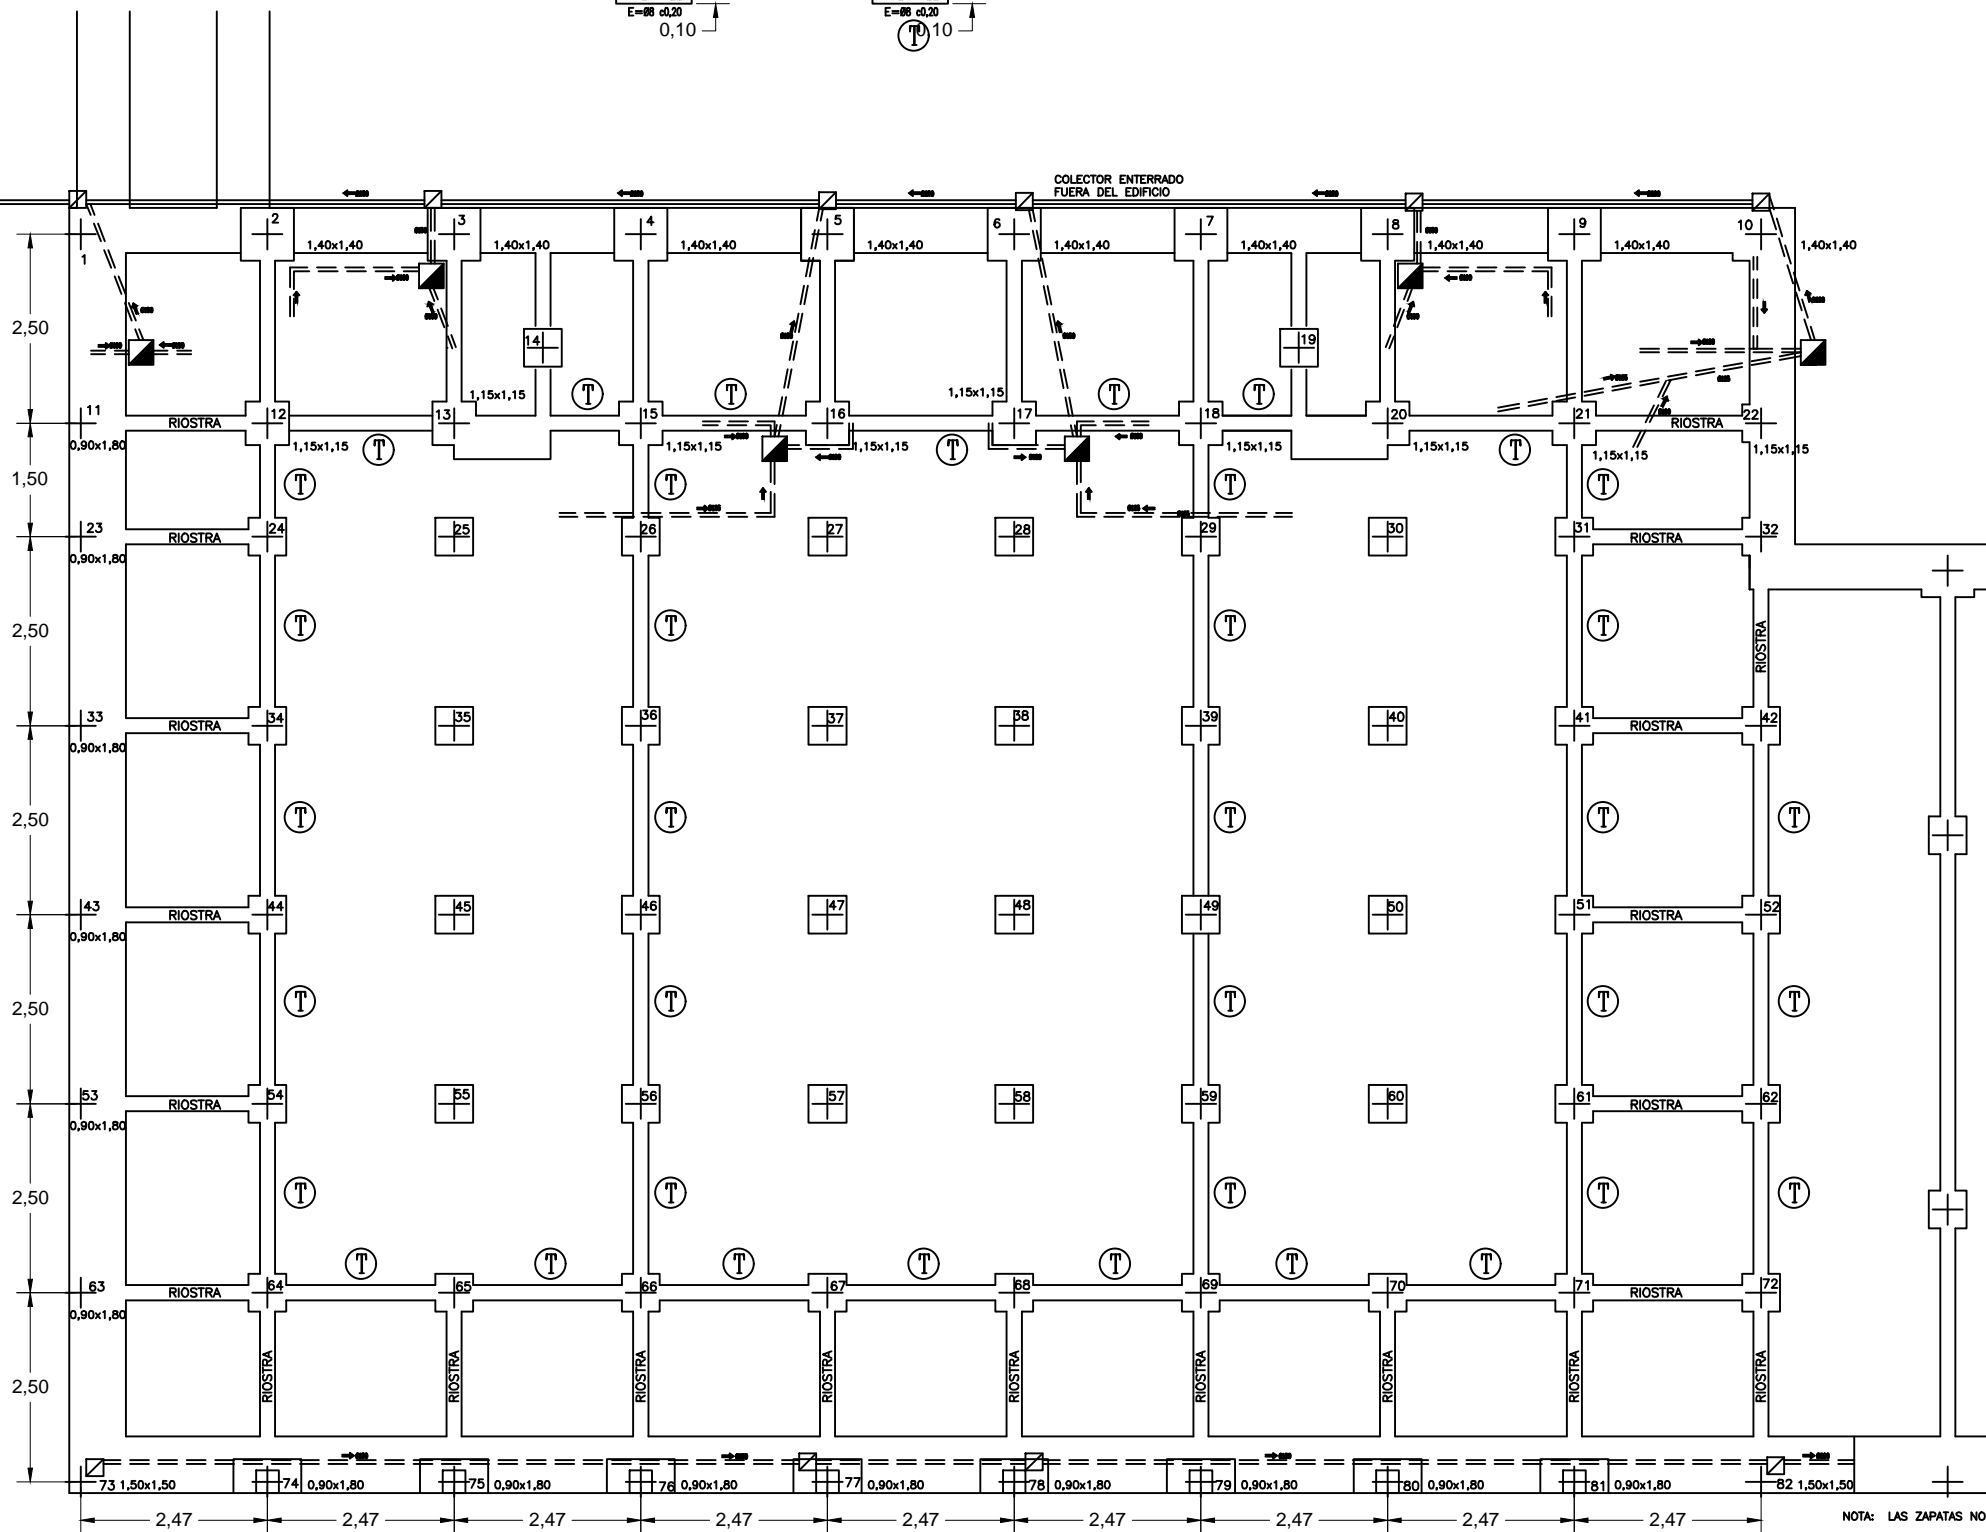 E=Ø8 c0,20
E=Ø8 c0,20
0,10
0,10
T
COLECTOR ENTERRADO
FUERA DEL EDIFICIO
1 2 3 4 5 6 7 8 9 10
1,40x1,40 1,40x1,40 1,40x1,40 1,40x1,40 1,40x1,40 1,40x1,40 1,40x1,40 1,40x1,40 1,40x1,40
2,50
14 19
1,15x1,15 1,15x1,15
T T T T
11 12 13 15 16 17 18 20 21 22
RIOSTRA RIOSTRA
0,90x1,80 1,15x1,15 1,15x1,15 1,15x1,15 1,15x1,15 1,15x1,15 1,15x1,15 1,15x1,15
T T T
1,50
T T T T
23 24 25 26 27 28 29 30 31 32
RIOSTRA RIOSTRA
0,90x1,80
2,50
T T T T
RIOSTRA
33 34 35 36 37 38 39 40 41 42
RIOSTRA RIOSTRA
0,90x1,80
2,50
T T T T T
43 44 45 46 47 48 49 50 51 52
RIOSTRA RIOSTRA
0,90x1,80
2,50
T T T T T
53 54 55 56 57 58 59 60 61 62
RIOSTRA RIOSTRA
0,90x1,80
2,50
T T T T T
T T T T T T T
63 64 65 66 67 68 69 70 71 72
RIOSTRA RIOSTRA
0,90x1,80
2,50
RIOSTRA RIOSTRA RIOSTRA RIOSTRA RIOSTRA RIOSTRA RIOSTRA RIOSTRA RIOSTRA
73 1,50x1,50 74 0,90x1,80 75 0,90x1,80 76 0,90x1,80 77 0,90x1,80 78 0,90x1,80 79 0,90x1,80 80 0,90x1,80 81 0,90x1,80 82 1,50x1,50
2,47 2,47 2,47 2,47 2,47 2,47 2,47 2,47 2,47
NOTA: LAS ZAPATAS